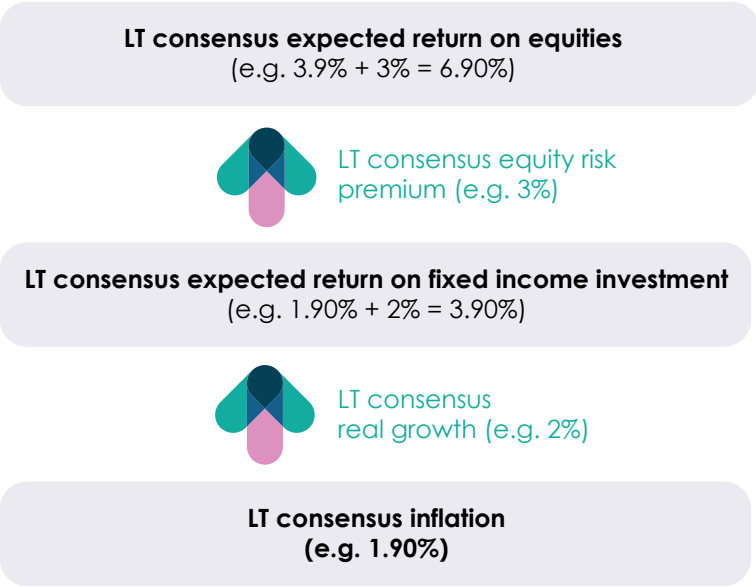 LT consensus expected return on equities
(e.g. 3.9% + 3% = 6.90%)
LT consensus equity risk
premium (e.g. 3%)
LT consensus expected return on fixed income investment
(e.g. 1.90% + 2% = 3.90%)
LT consensus
real growth (e.g. 2%)
LT consensus inflation
(e.g. 1.90%)